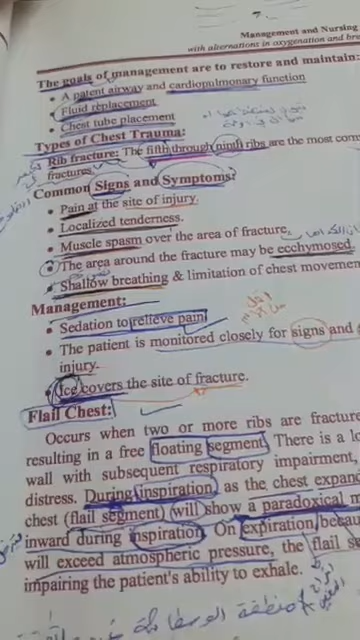 Management and Nursing
with alternations in oxygenation and bre
The goals of management are to restore and maintain:
• A patent airway and cardiopulmonary function
• Fluid replacement
• Chest tube placement
Types of Chest Trauma:
Rib fracture: The fifth through ninth ribs are the most com
fractures.
Common Signs and Symptoms:
• Pain at the site of injury.
• Localized tenderness.
• Muscle spasm over the area of fracture.
• The area around the fracture may be ecchymosed.
• Shallow breathing & limitation of chest movemen
Management:
• Sedation to relieve pain
• The patient is monitored closely for signs and
injury.
• Ice covers the site of fracture.
Flail Chest:
Occurs when two or more ribs are fracture
resulting in a free floating segment. There is a lo
wall with subsequent respiratory impairment,
distress. During inspiration, as the chest expand
chest (flail segment) will show a paradoxical m
inward during inspiration. On expiration, becau
will exceed atmospheric pressure, the flail se
impairing the patient's ability to exhale.